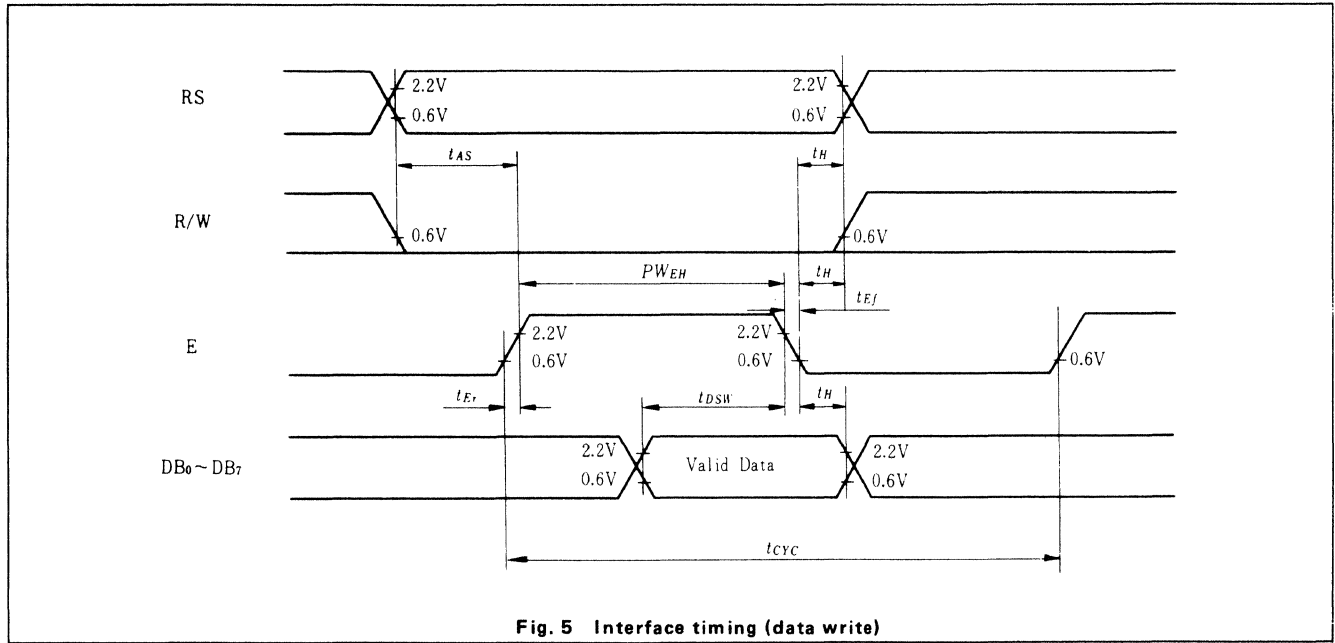 RS
2.2V
0.6V
2.2V
0.6V
tAS
tH
R/W
0.6V
0.6V
PWEH
tH
tEf
E
2.2V
0.6V
2.2V
0.6V
0.6V
tEr
tDSW
tH
DB0~DB7
2.2V
0.6V
Valid Data
2.2V
0.6V
tCYC
Fig. 5 Interface timing (data write)